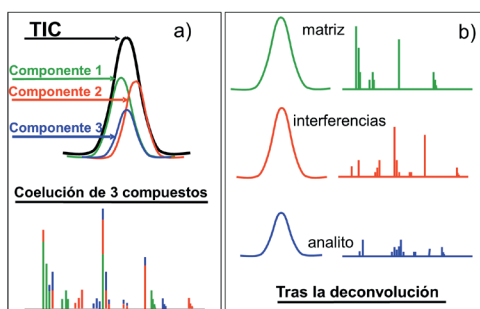 TIC
a)
Componente 1
Componente 2
Componente 3
Coelución de 3 compuestos
b)
matriz
interferencias
analito
Tras la deconvolución